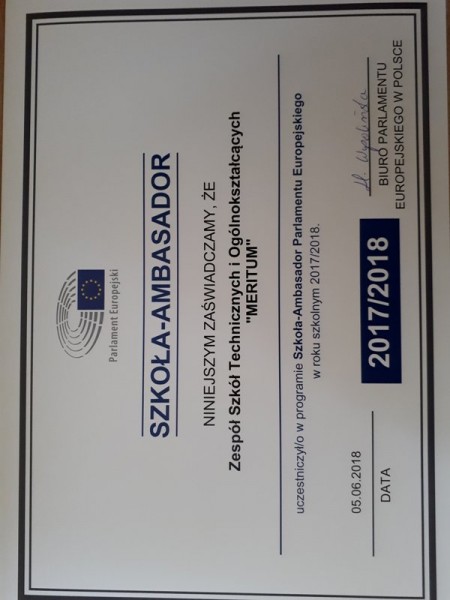 Parlament Europejski
SZKOŁA-AMBASADOR
NINIEJSZYM ZAŚWIADCZAMY, ŻE
Zespół Szkół Technicznych i Ogólnokształcących
"MERITUM"
uczestniczył/o w programie Szkoła-Ambasador Parlamentu Europejskiego
w roku szkolnym 2017/2018.
05.06.2018
DATA
2017/2018
BIURO PARLAMENTU
EUROPEJSKIEGO W POLSCE